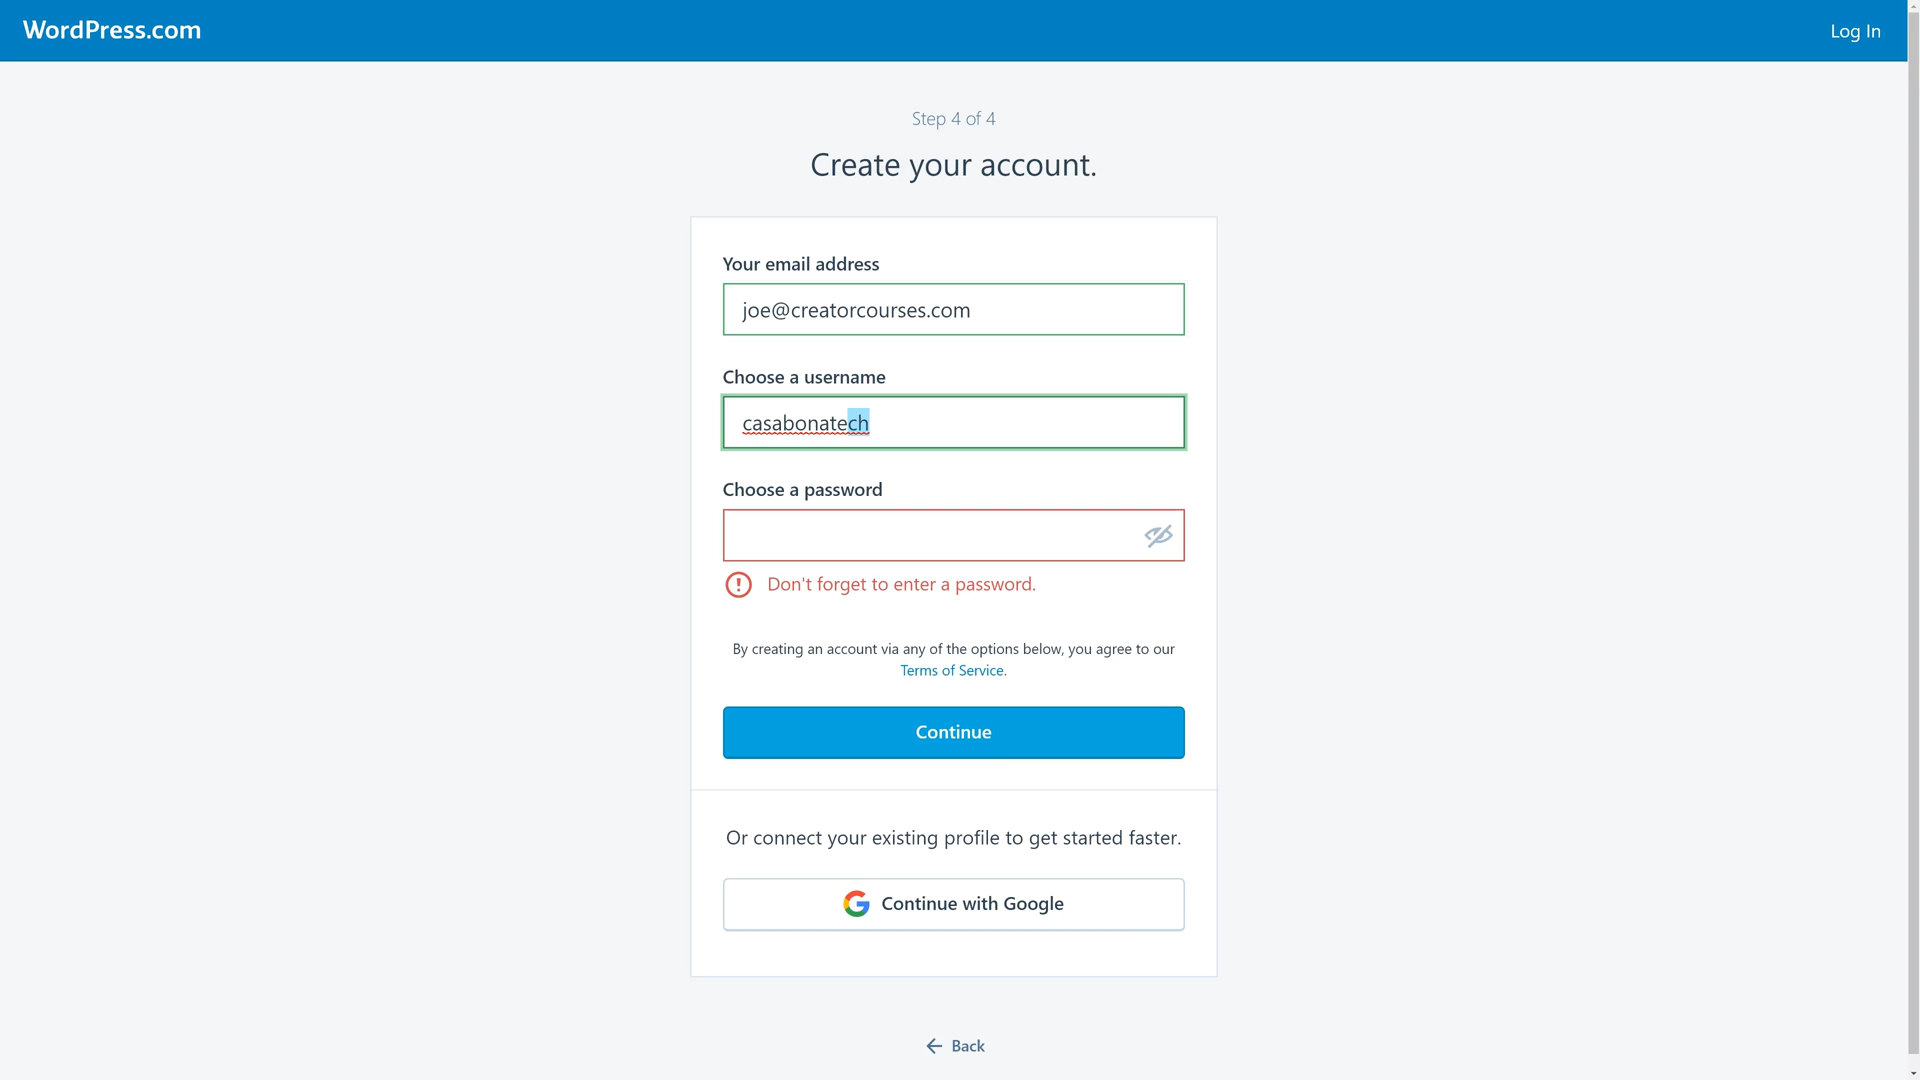 WordPress.com
Log In
Step 4 of 4
Create your account.
Your email address
joe@creatorcourses.com
Choose a username
casabonatech
Choose a password
Don't forget to enter a password.
By creating an account via any of the options below, you agree to our
Terms of Service.
Continue
Or connect your existing profile to get started faster.
Continue with Google
Back